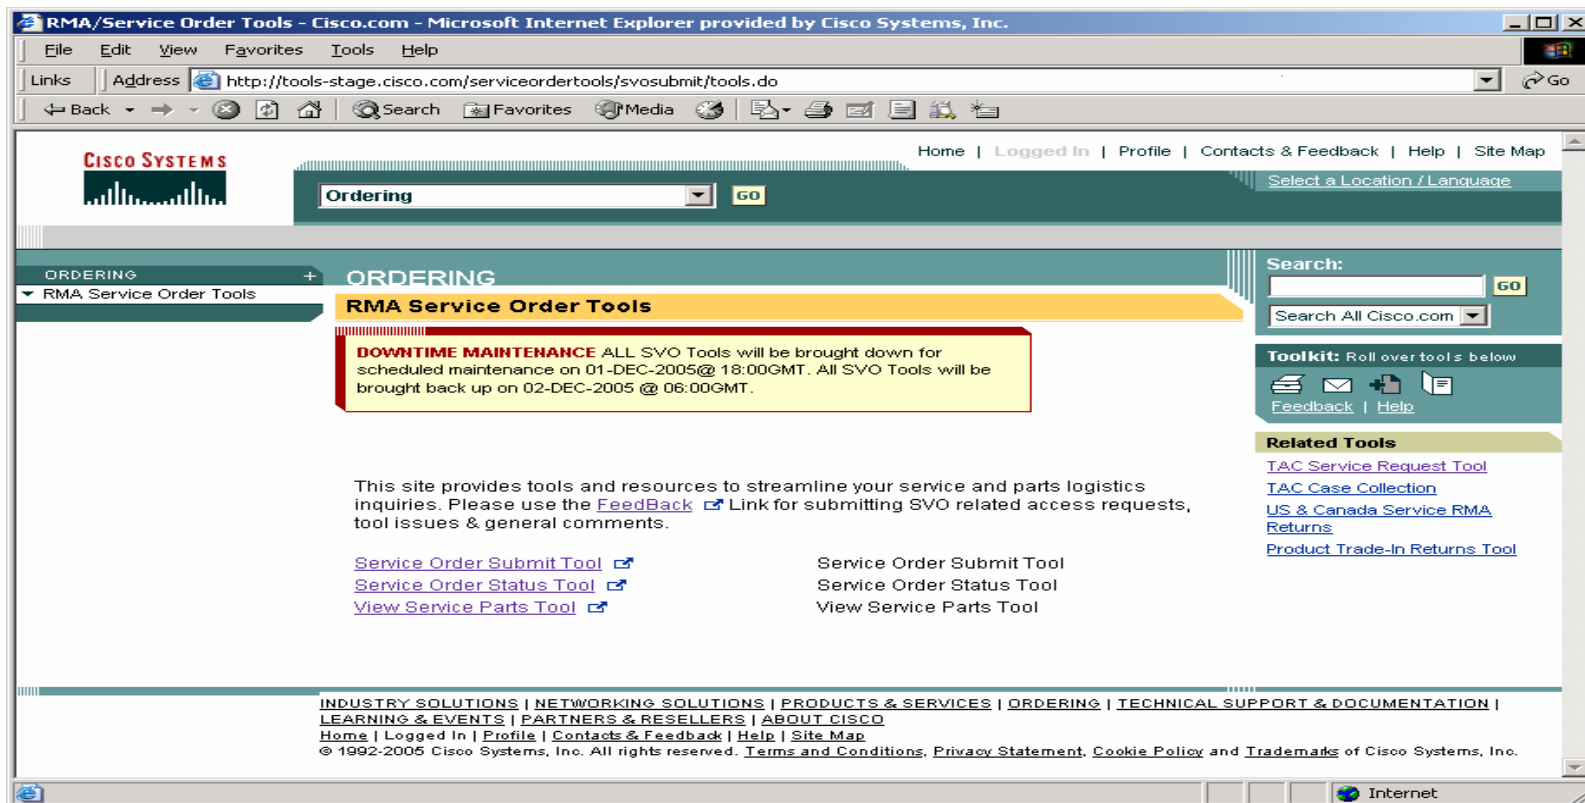 RMA/Service Order Tools - Cisco.com - Microsoft Internet Explorer provided by Cisco Systems, Inc.
File Edit View Favorites Tools Help
Links Address http://tools-stage.cisco.com/serviceordertools/svosubmit/tools.do Go
Back Search Favorites Media
CISCO SYSTEMS
Home | Logged In | Profile | Contacts & Feedback | Help | Site Map
Select a Location / Language
Ordering GO
ORDERING +
RMA Service Order Tools
ORDERING
RMA Service Order Tools
DOWNTIME MAINTENANCE ALL SVO Tools will be brought down for
scheduled maintenance on 01-DEC-2005@ 18:00GMT. All SVO Tools will be
brought back up on 02-DEC-2005 @ 06:00GMT.
This site provides tools and resources to streamline your service and parts logistics
inquiries. Please use the FeedBack Link for submitting SVO related access requests,
tool issues & general comments.
Service Order Submit Tool Service Order Submit Tool
Service Order Status Tool Service Order Status Tool
View Service Parts Tool View Service Parts Tool
Search:
GO
Search All Cisco.com
Toolkit: Roll over tools below
Feedback | Help
Related Tools
TAC Service Request Tool
TAC Case Collection
US & Canada Service RMA
Returns
Product Trade-In Returns Tool
INDUSTRY SOLUTIONS | NETWORKING SOLUTIONS | PRODUCTS & SERVICES | ORDERING | TECHNICAL SUPPORT & DOCUMENTATION |
LEARNING & EVENTS | PARTNERS & RESELLERS | ABOUT CISCO
Home | Logged In | Profile | Contacts & Feedback | Help | Site Map
© 1992-2005 Cisco Systems, Inc. All rights reserved. Terms and Conditions, Privacy Statement, Cookie Policy and Trademarks of Cisco Systems, Inc.
Internet